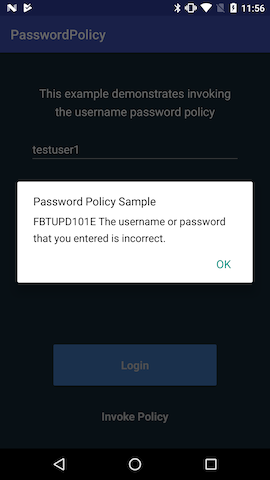 11:56
PasswordPolicy
This example demonstrates invoking
the username password policy
testuser1
Password Policy Sample
FBTUPD101E The username or password
that you entered is incorrect.
OK
Login
Invoke Policy